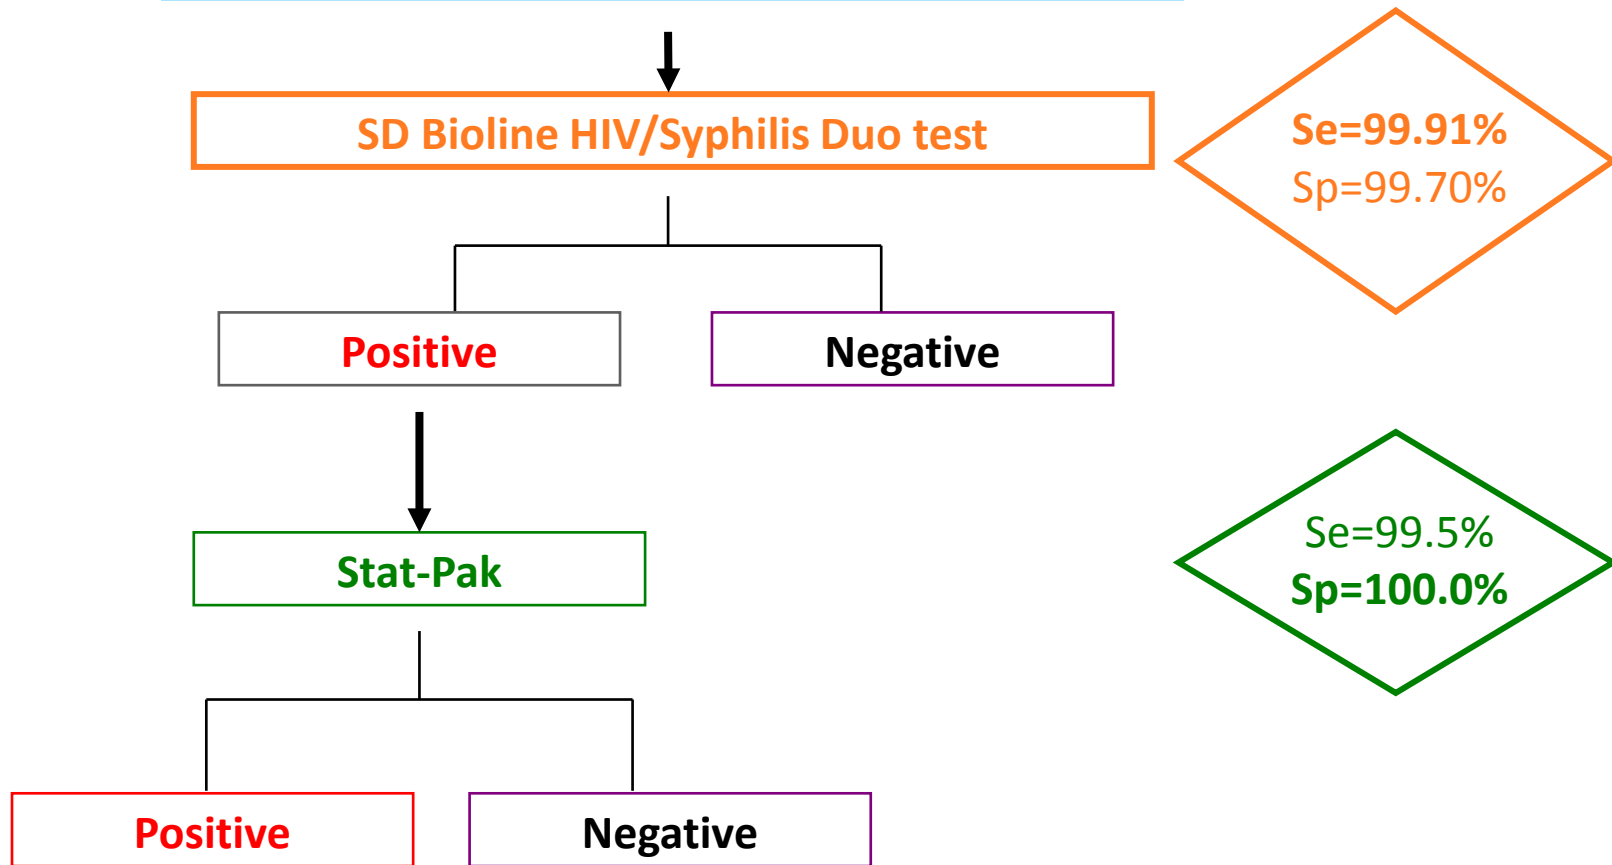 SD Bioline HIV/Syphilis Duo test
Se=99.91%
Sp=99.70%
Positive
Negative
Stat-Pak
Se=99.5%
Sp=100.0%
Positive
Negative